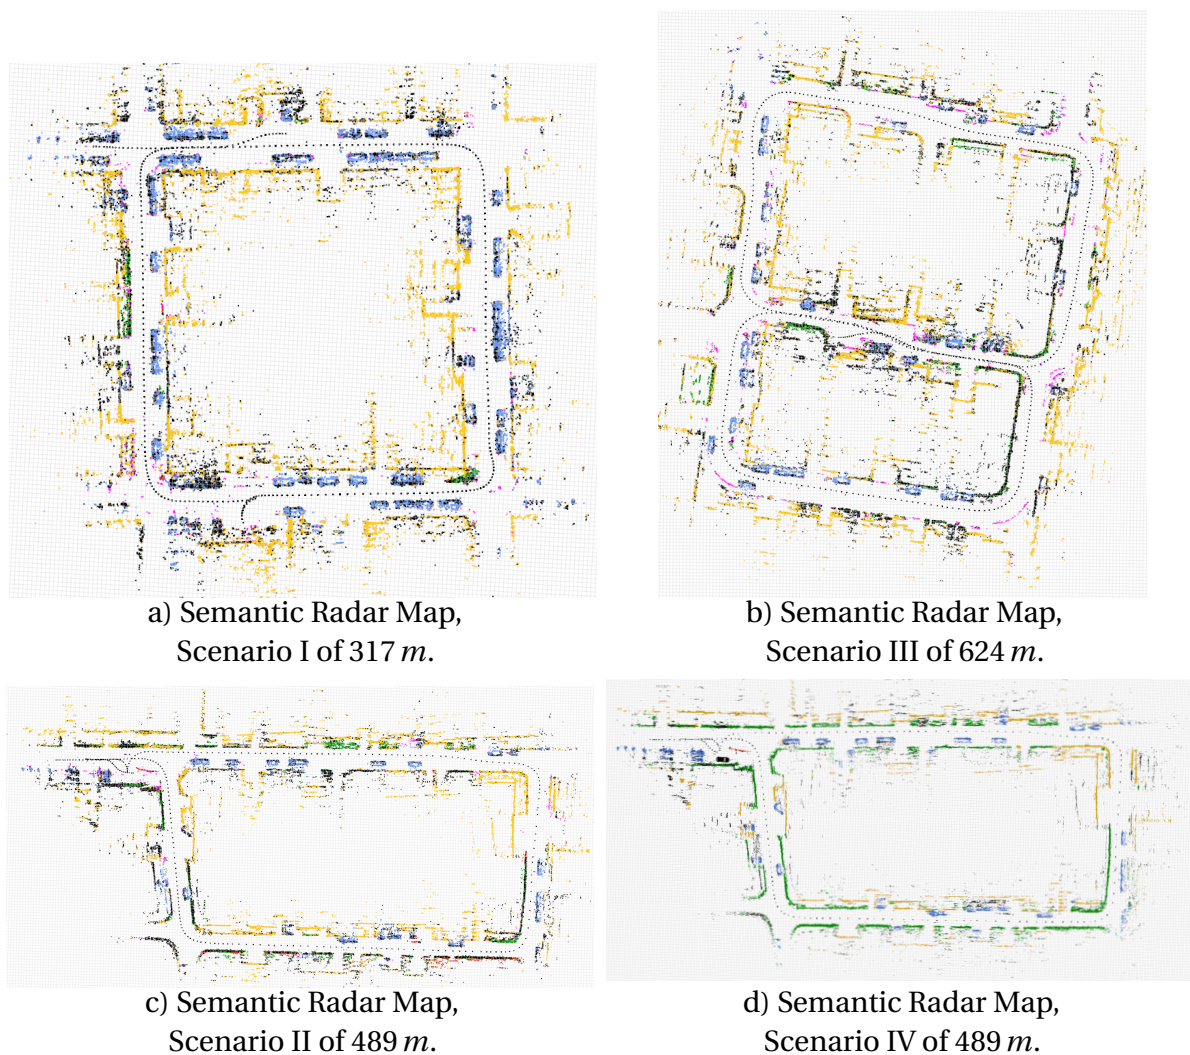 a) Semantic Radar Map,
Scenario I of 317 m.
b) Semantic Radar Map,
Scenario III of 624 m.
c) Semantic Radar Map,
Scenario II of 489 m.
d) Semantic Radar Map,
Scenario IV of 489 m.